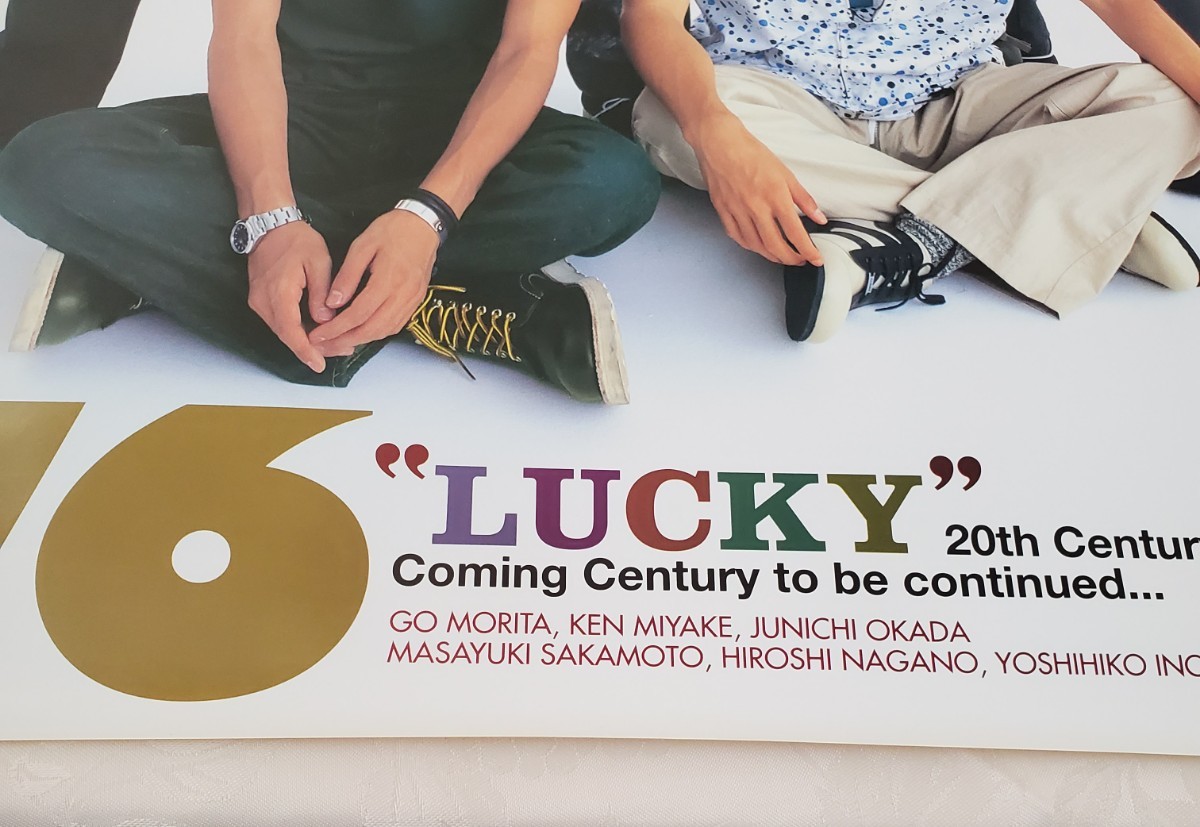 6
“LUCKY” 20th Centur
Coming Century to be continued...
GO MORITA, KEN MIYAKE, JUNICHI OKADA
MASAYUKI SAKAMOTO, HIROSHI NAGANO, YOSHIHIKO INO